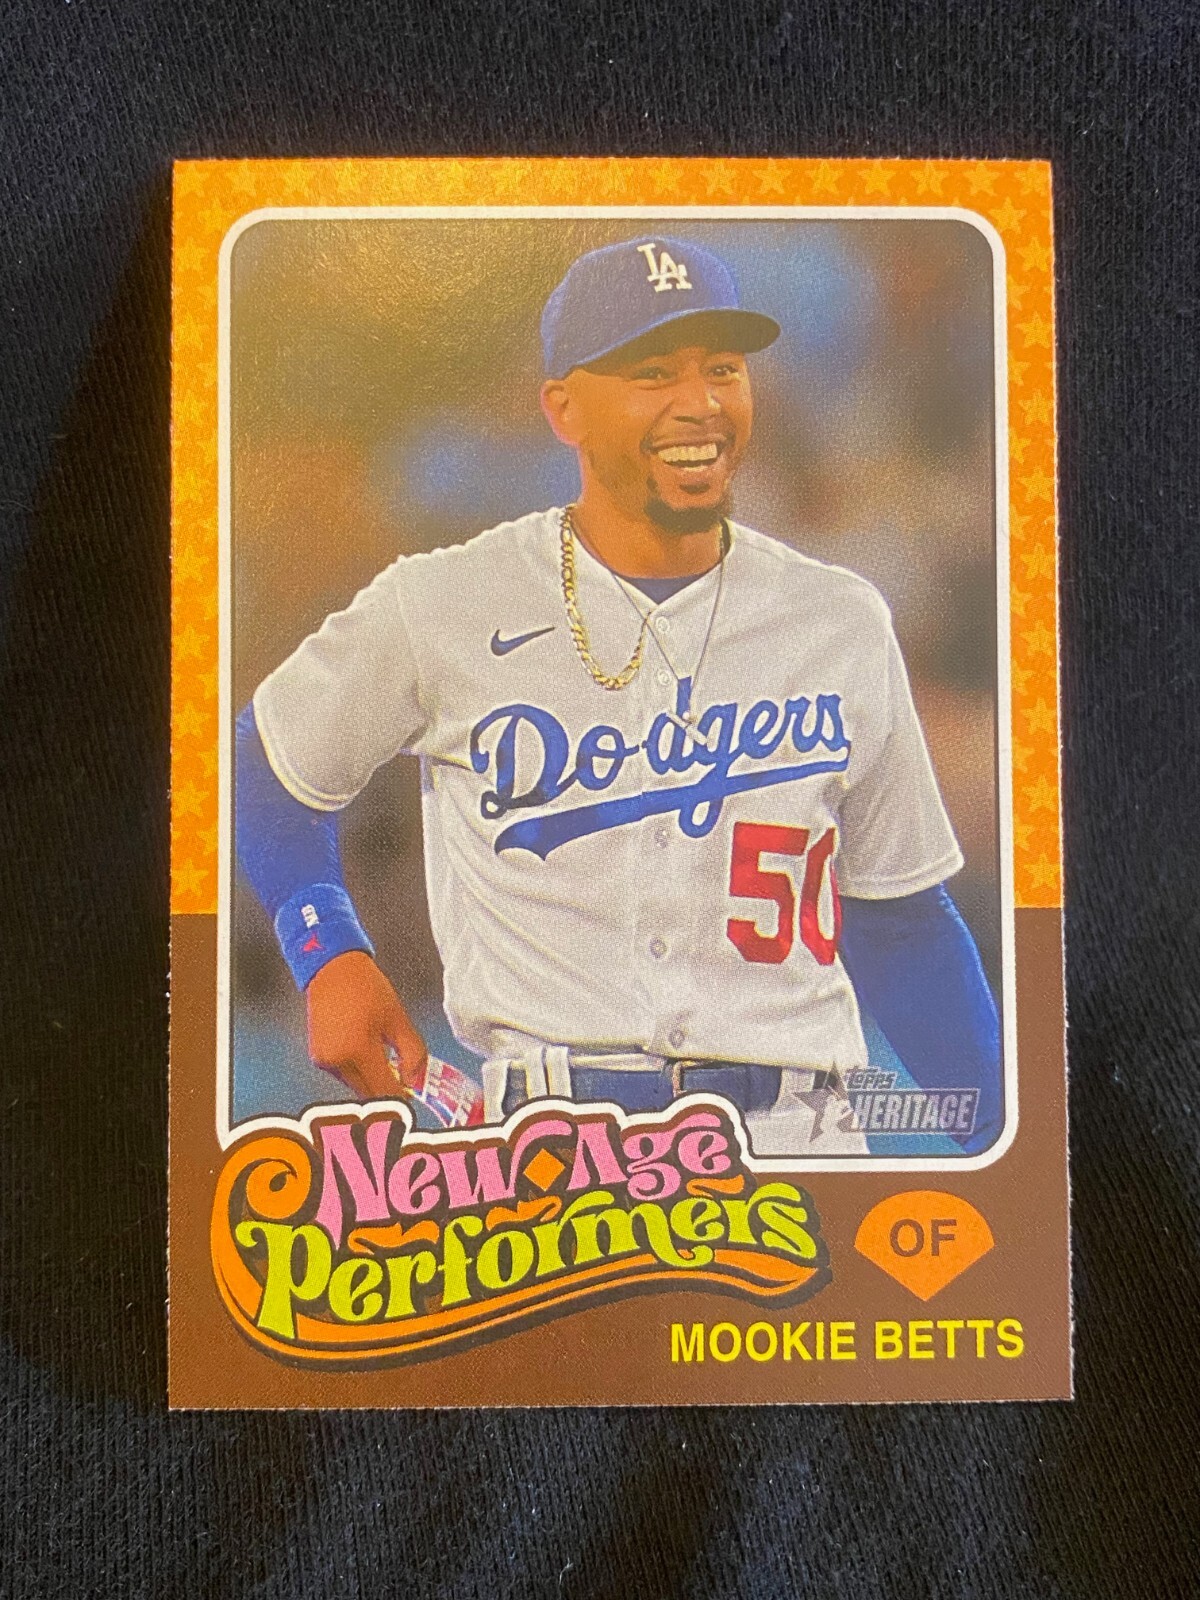 LA
Dodgers
50
TOPPS
HERITAGE
New Age
Performers
OF
MOOKIE BETTS